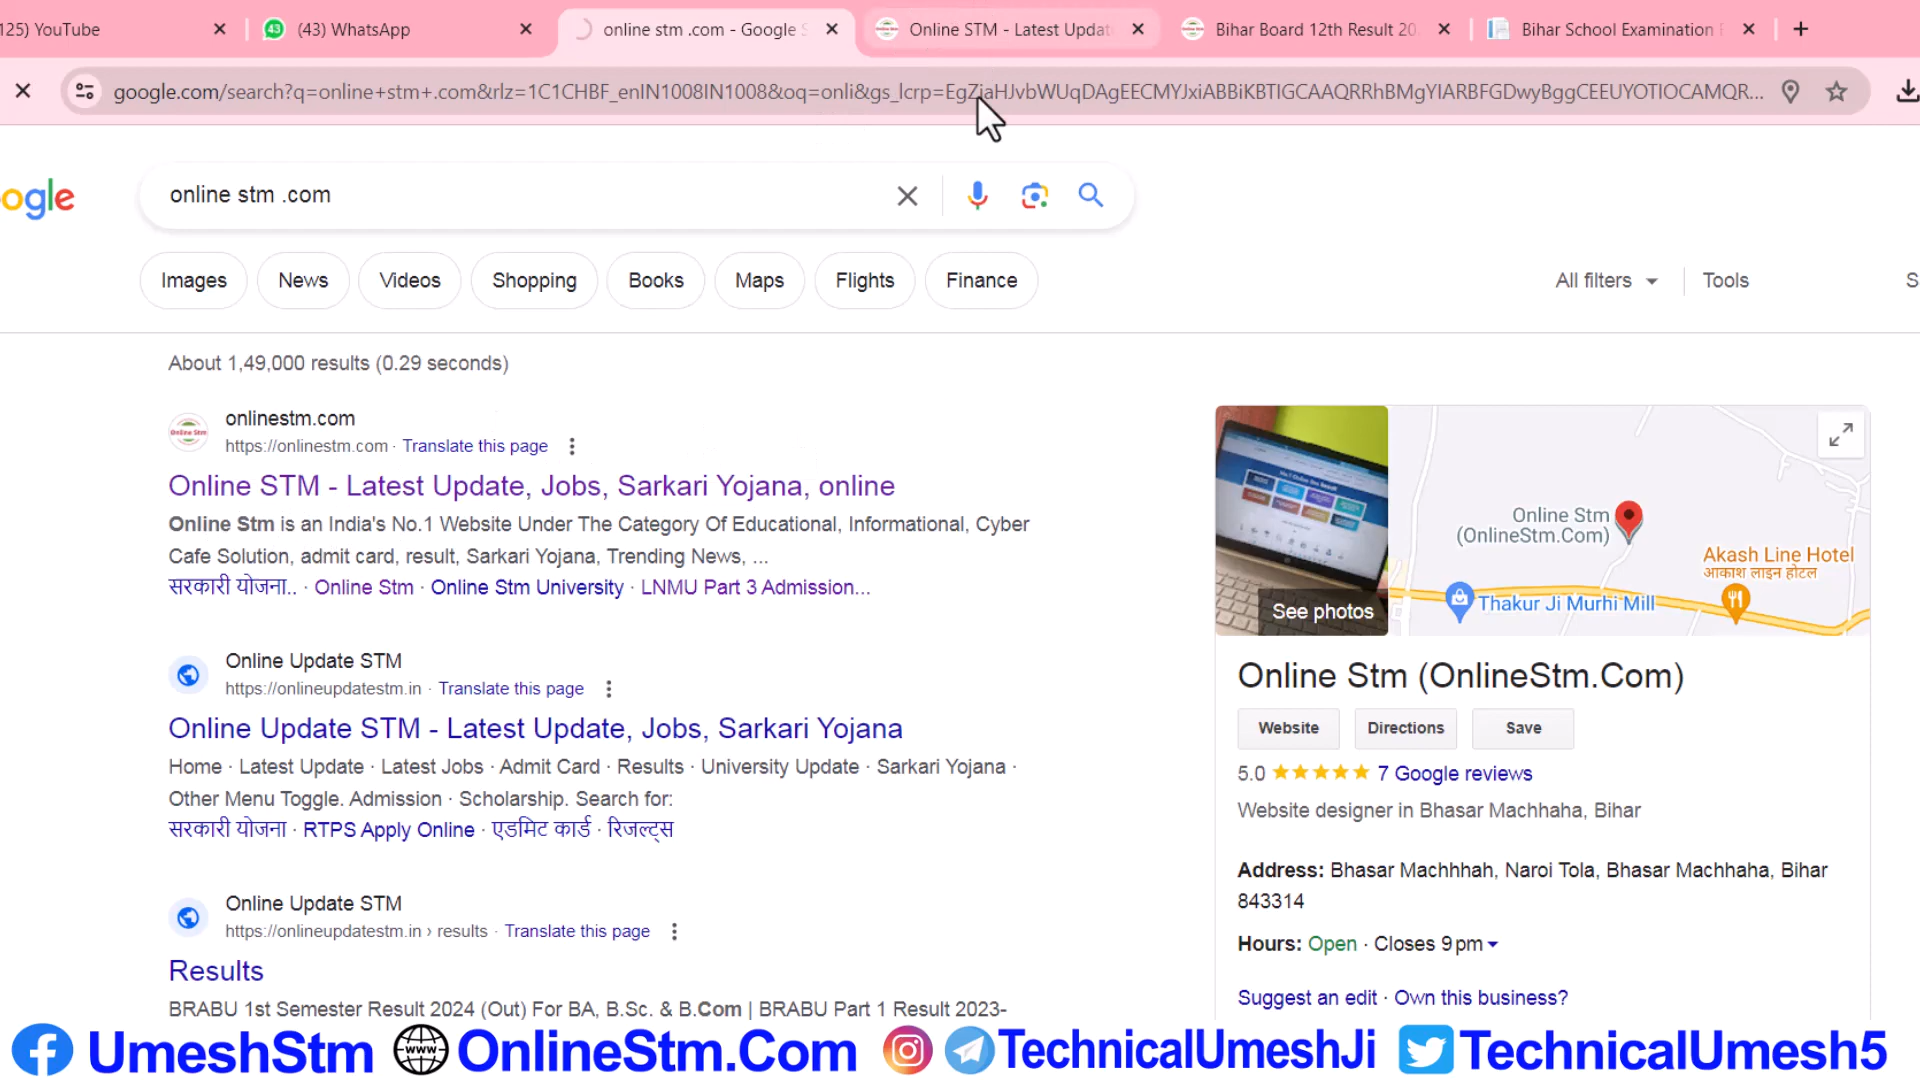 125) YouTube
43
(43) WhatsApp
online stm .com - Google S
Online STM - Latest Updat
Bihar Board 12th Result 20
Bihar School Examination
google.com/search?q=online+stm+.com&rlz=1C1CHBF_enIN1008IN1008&oq=onli&gs_lcrp=EgZjaHJvbWUqDAgEECMYJxiABBiKBTIGCAAQRRhBMgYIARBFGDwyBggCEEUYOTIOCAMQR...
ogle
online stm .com
Images
News
Videos
Shopping
Books
Maps
Flights
Finance
All filters
Tools
S
About 1,49,000 results (0.29 seconds)
Online Stm
onlinestm.com
https://onlinestm.com · Translate this page
Online STM - Latest Update, Jobs, Sarkari Yojana, online
Online Stm is an India's No.1 Website Under The Category Of Educational, Informational, Cyber
Cafe Solution, admit card, result, Sarkari Yojana, Trending News, ...
सरकारी योजना.. · Online Stm · Online Stm University · LNMU Part 3 Admission...
Online Update STM
https://onlineupdatestm.in · Translate this page
Online Update STM - Latest Update, Jobs, Sarkari Yojana
Home · Latest Update · Latest Jobs · Admit Card · Results · University Update · Sarkari Yojana ·
Other Menu Toggle. Admission · Scholarship. Search for:
सरकारी योजना · RTPS Apply Online · एडमिट कार्ड · रिजल्ट्स
Online Update STM
https://onlineupdatestm.in › results · Translate this page
Results
BRABU 1st Semester Result 2024 (Out) For BA, B.Sc. & B.Com | BRABU Part 1 Result 2023-
See photos
Online Stm
(OnlineStm.Com)
Akash Line Hotel
आकाश लाइन होटल
Thakur Ji Murhi Mill
Online Stm (OnlineStm.Com)
Website
Directions
Save
5.0 7 Google reviews
Website designer in Bhasar Machhaha, Bihar
Address: Bhasar Machhhah, Naroi Tola, Bhasar Machhaha, Bihar
843314
Hours: Open · Closes 9 pm
Suggest an edit · Own this business?
UmeshStm
WWW
OnlineStm.Com
TechnicalUmeshJi
TechnicalUmesh5